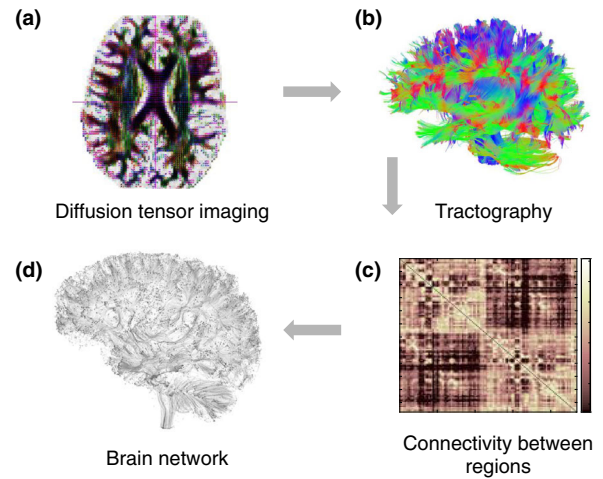 (a)
(b)
Diffusion tensor imaging
Tractography
(d)
(c)
Brain network
Connectivity between
regions